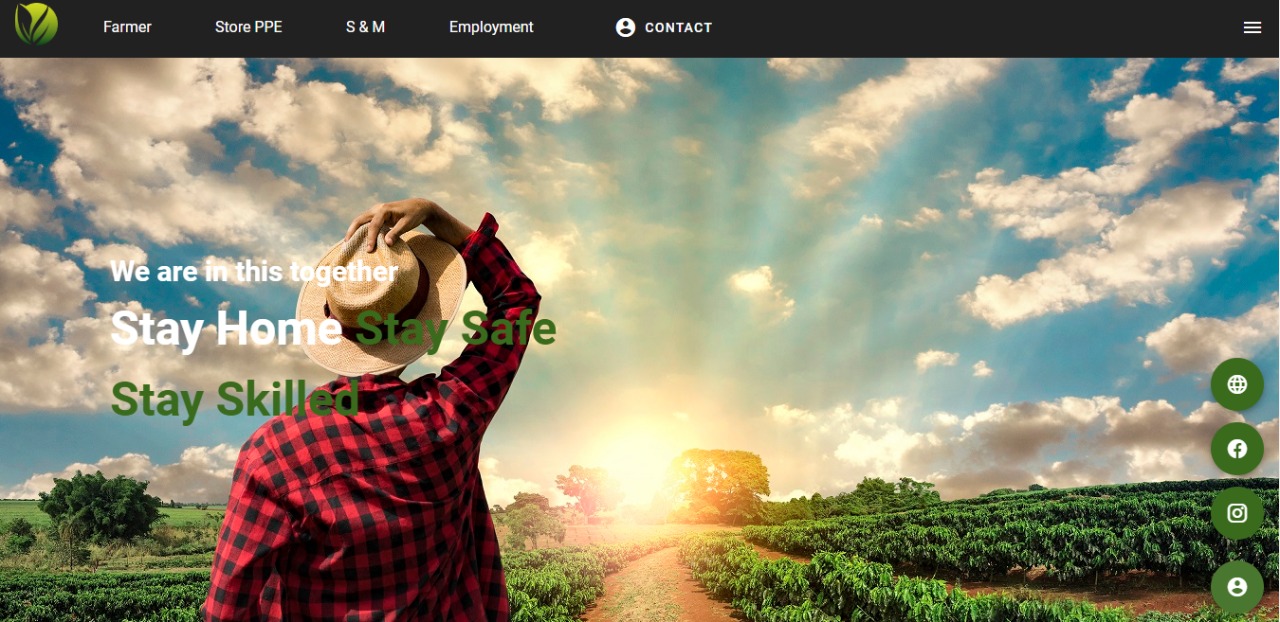 Farmer
Store PPE
S & M
Employment
CONTACT
We are in this together
Stay Home Stay Safe
Stay Skilled